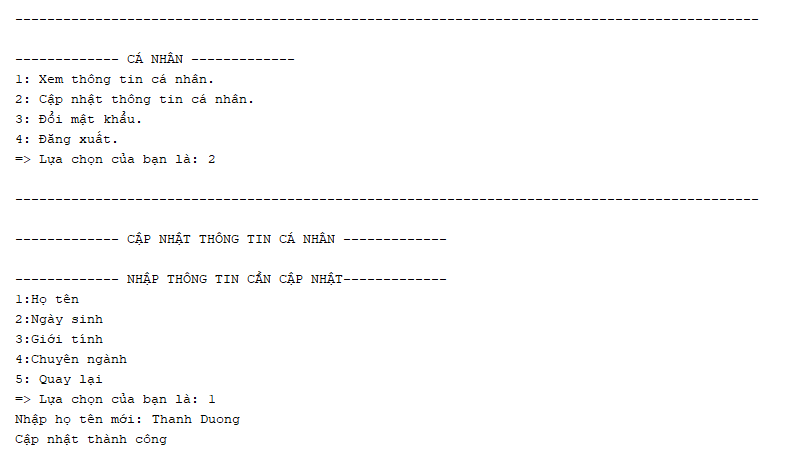 ---------------------------------------------------------------------------------------------
------------- CÁ NHÂN -------------
1: Xem thông tin cá nhân.
2: Cập nhật thông tin cá nhân.
3: Đổi mật khẩu.
4: Đăng xuất.
=> Lựa chọn của bạn là: 2
---------------------------------------------------------------------------------------------
------------- CẬP NHẬT THÔNG TIN CÁ NHÂN -------------
------------- NHẬP THÔNG TIN CẦN CẬP NHẬT-------------
1:Họ tên
2:Ngày sinh
3:Giới tính
4:Chuyên ngành
5: Quay lại
=> Lựa chọn của bạn là: 1
Nhập họ tên mới: Thanh Duong
Cập nhật thành công